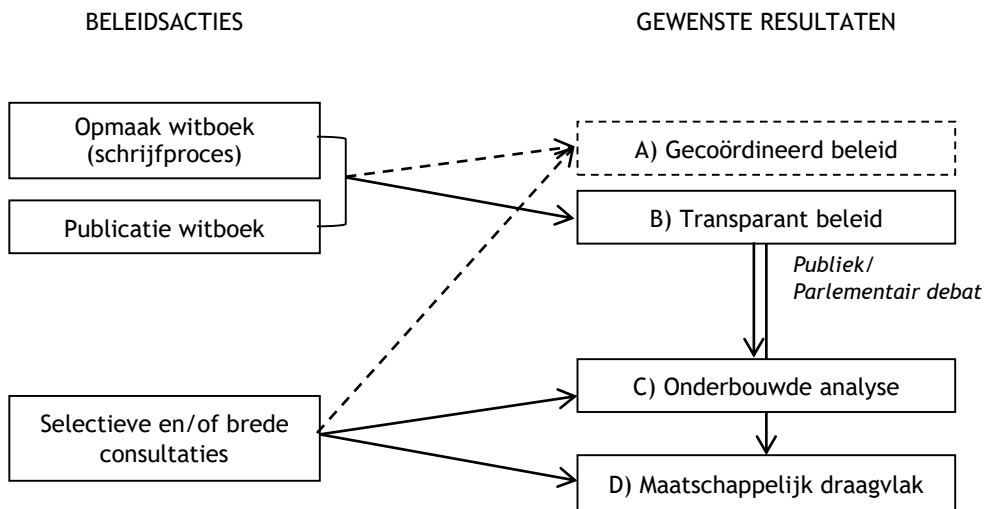 BELEIDSACTIES
GEWENSTE RESULTATEN
Opmaak witboek
(schrijfproces)
Publicatie witboek
Selectieve en/of brede
consultaties
A) Gecoördineerd beleid
B) Transparant beleid
Publiek/
Parlementair debat
C) Onderbouwde analyse
D) Maatschappelijk draagvlak